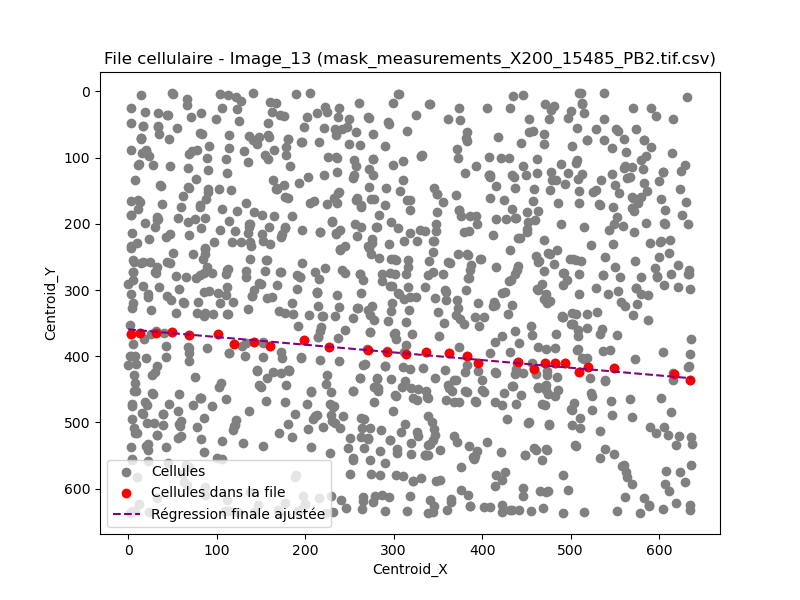 File cellulaire - Image_13 (mask_measurements_X200_15485_PB2.tif.csv)
0
100
200
300
400
500
600
Centroid_Y
Cellules
Cellules dans la file
Régression finale ajustée
0 100 200 300 400 500 600
Centroid_X